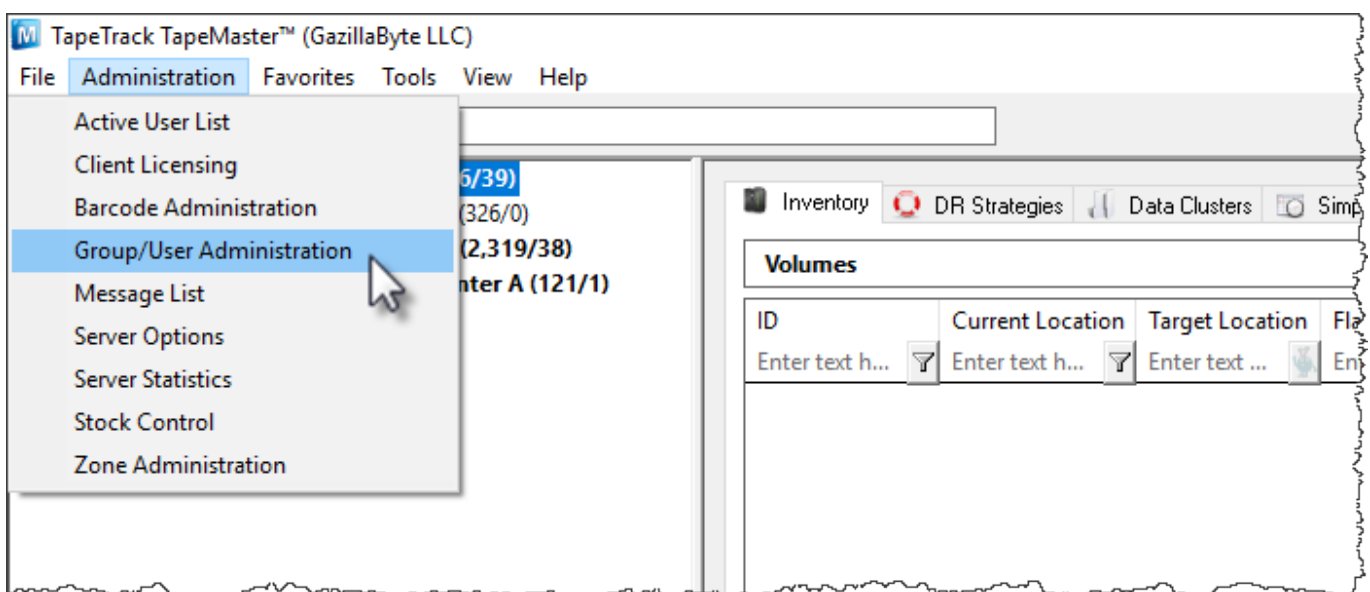 TapeTrack TapeMaster™ (GazillaByte LLC)
File Administration Favorites Tools View Help
Active User List
Client Licensing
Barcode Administration
Group/User Administration
Message List
Server Options
Server Statistics
Stock Control
Zone Administration
6/39)
(326/0)
(2,319/38)
nter A (121/1)
Inventory DR Strategies Data Clusters Simp
Volumes
ID Current Location Target Location Fla
Enter text h... Enter text h... Enter text ... En